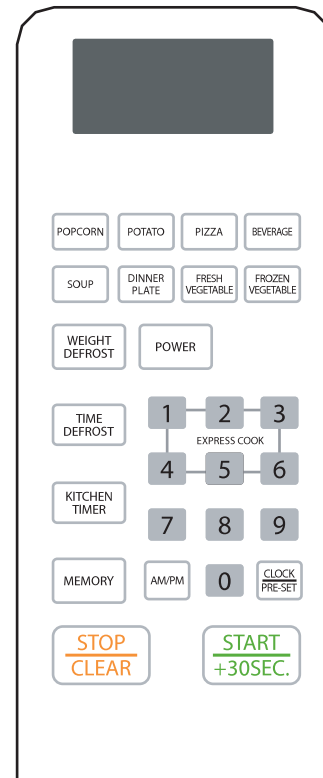 POPCORN
POTATO
PIZZA
BEVERAGE
SOUP
DINNER
PLATE
FRESH
VEGETABLE
FROZEN
VEGETABLE
WEIGHT
DEFROST
POWER
TIME
DEFROST
1 2 3
EXPRESS COOK
4 5 6
KITCHEN
TIMER
7 8 9
MEMORY
AM/PM
0
CLOCK
PRE-SET
STOP
CLEAR
START
+30SEC.